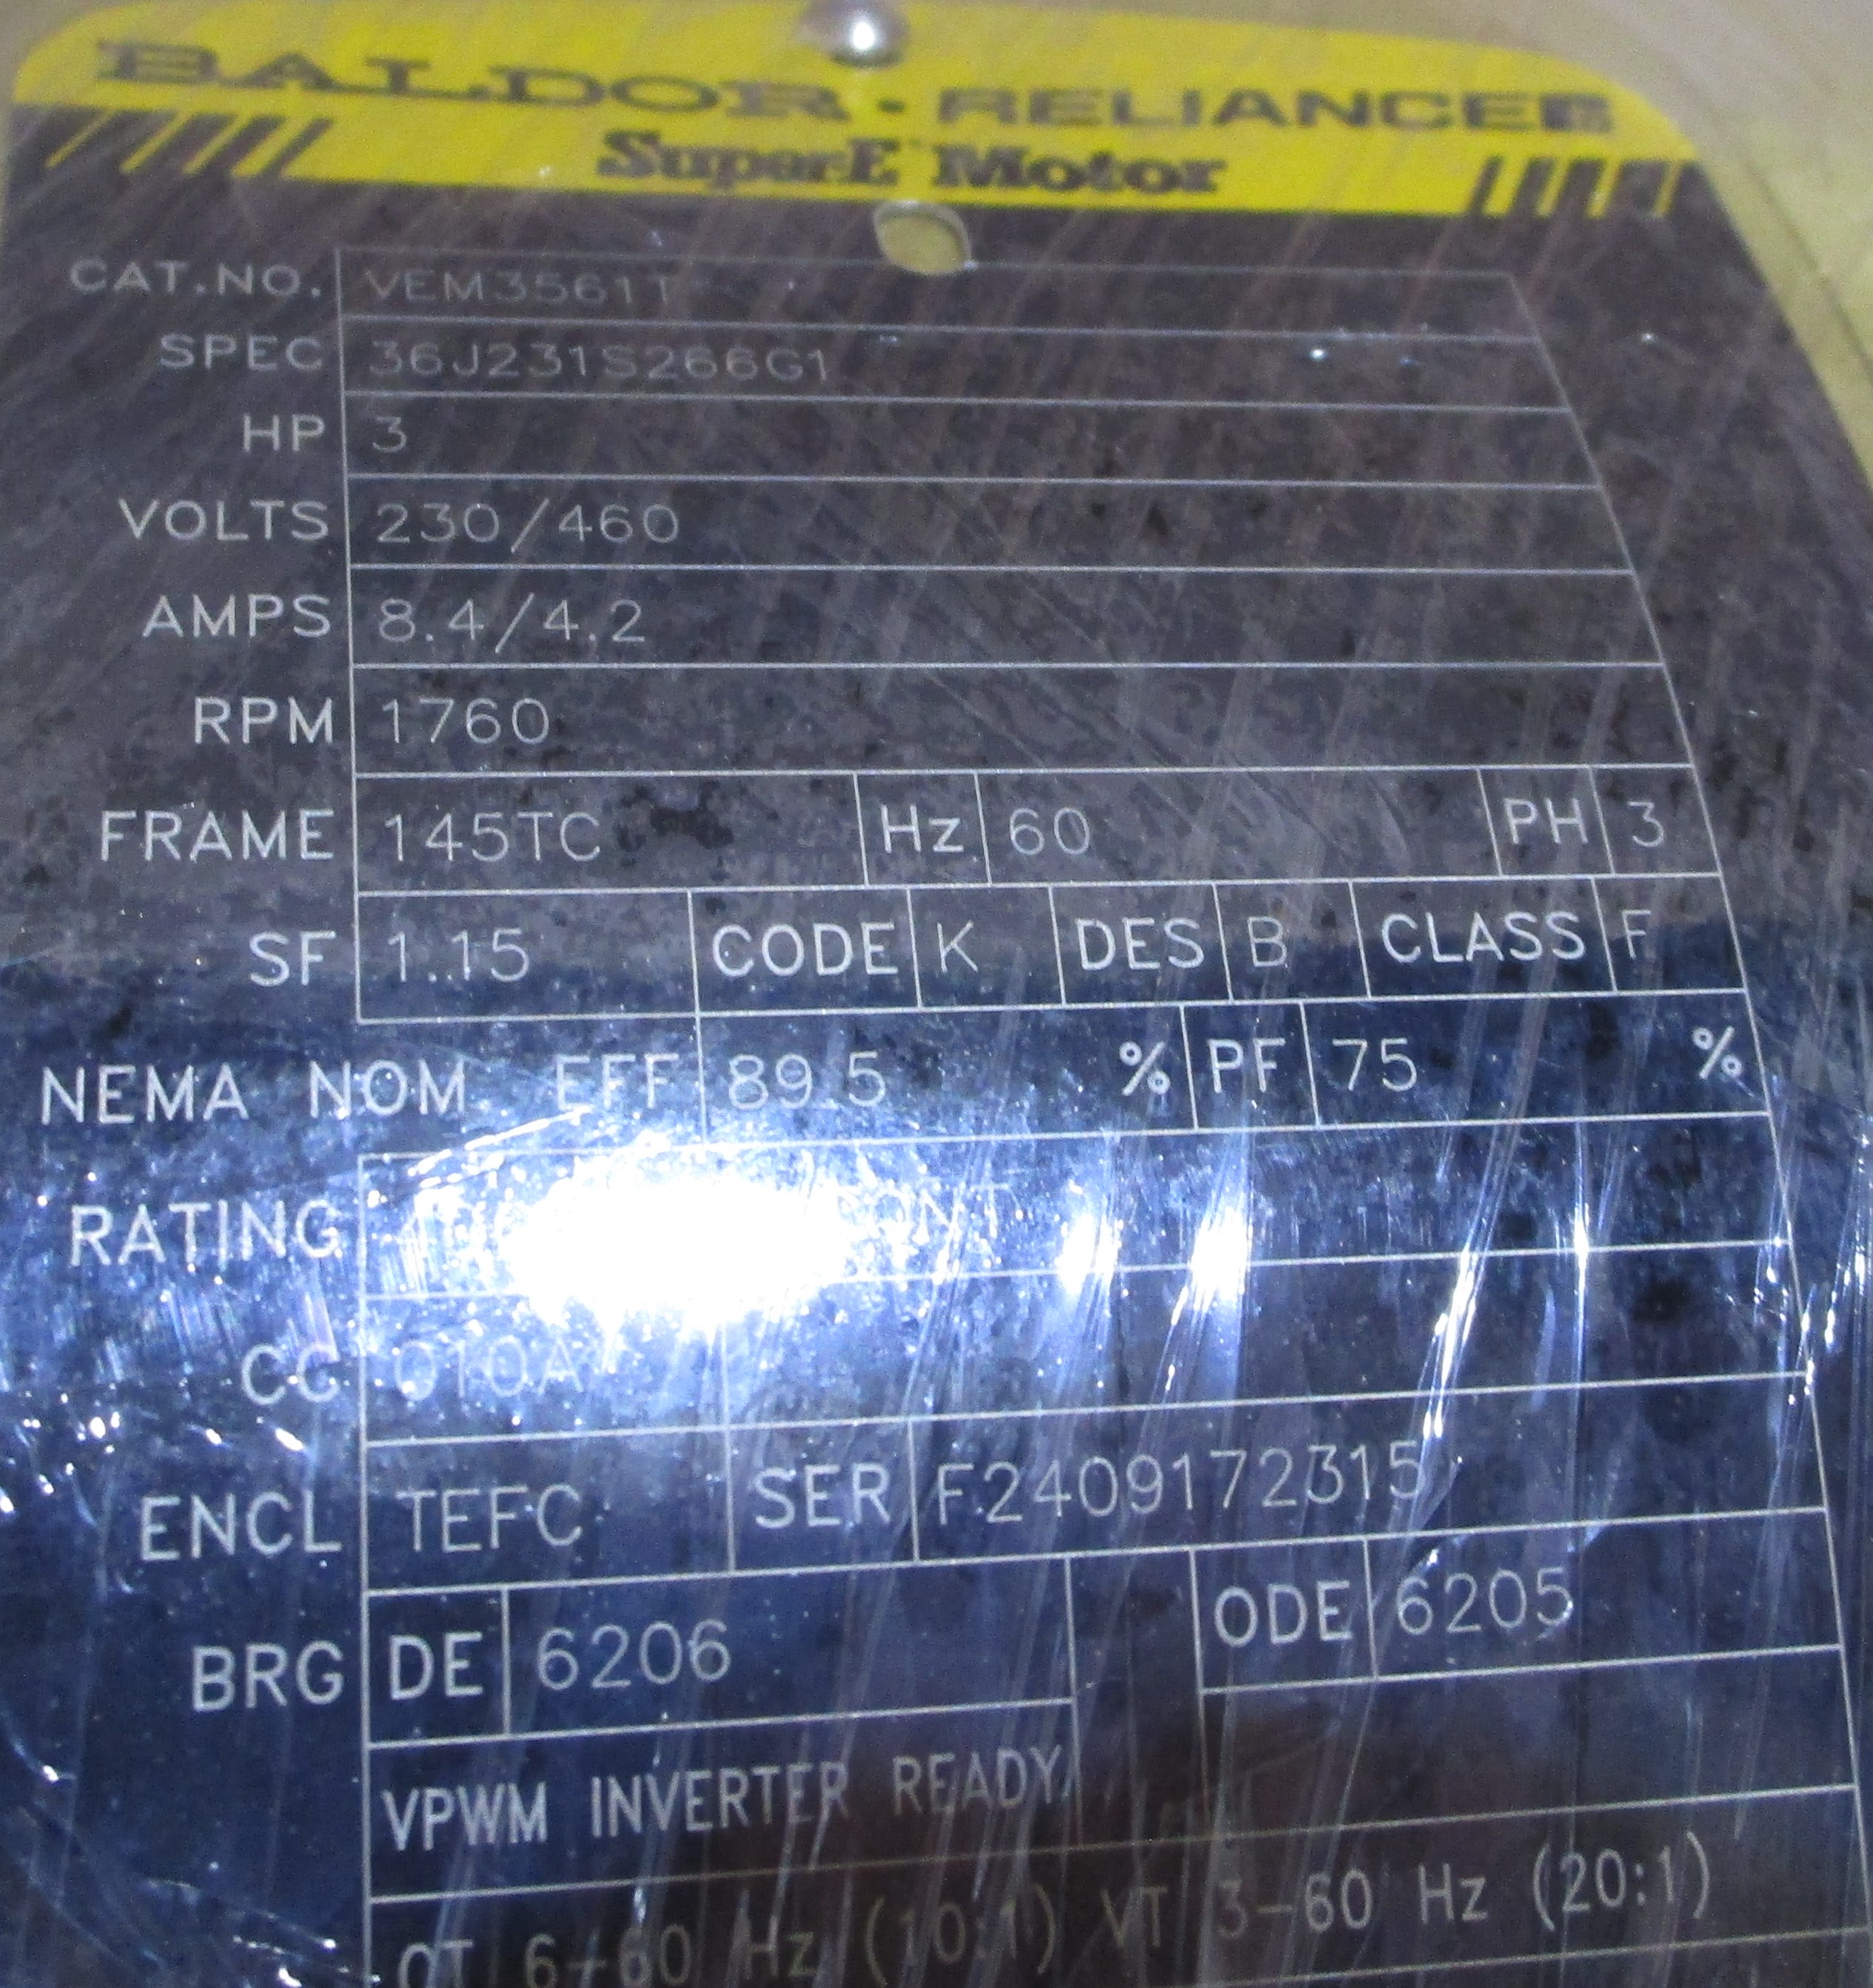 BALDOR · RELIANCER
Super-E Motor
CAT.NO. VEM3561T
SPEC 36J231S266G1
HP 3
VOLTS 230/460
AMPS 8.4/4.2
RPM 1760
FRAME 145TC Hz 60 PH 3
SF 1.15 CODE K DES B CLASS F
NEMA NOM EFF 89.5 % PF 75 %
RATING
CC 010A
ENCL TEFC SER F2409172315
BRG DE 6206 ODE 6205
VPWM INVERTER READY
CT 6-60 Hz (10:1) VT 3-60 Hz (20:1)